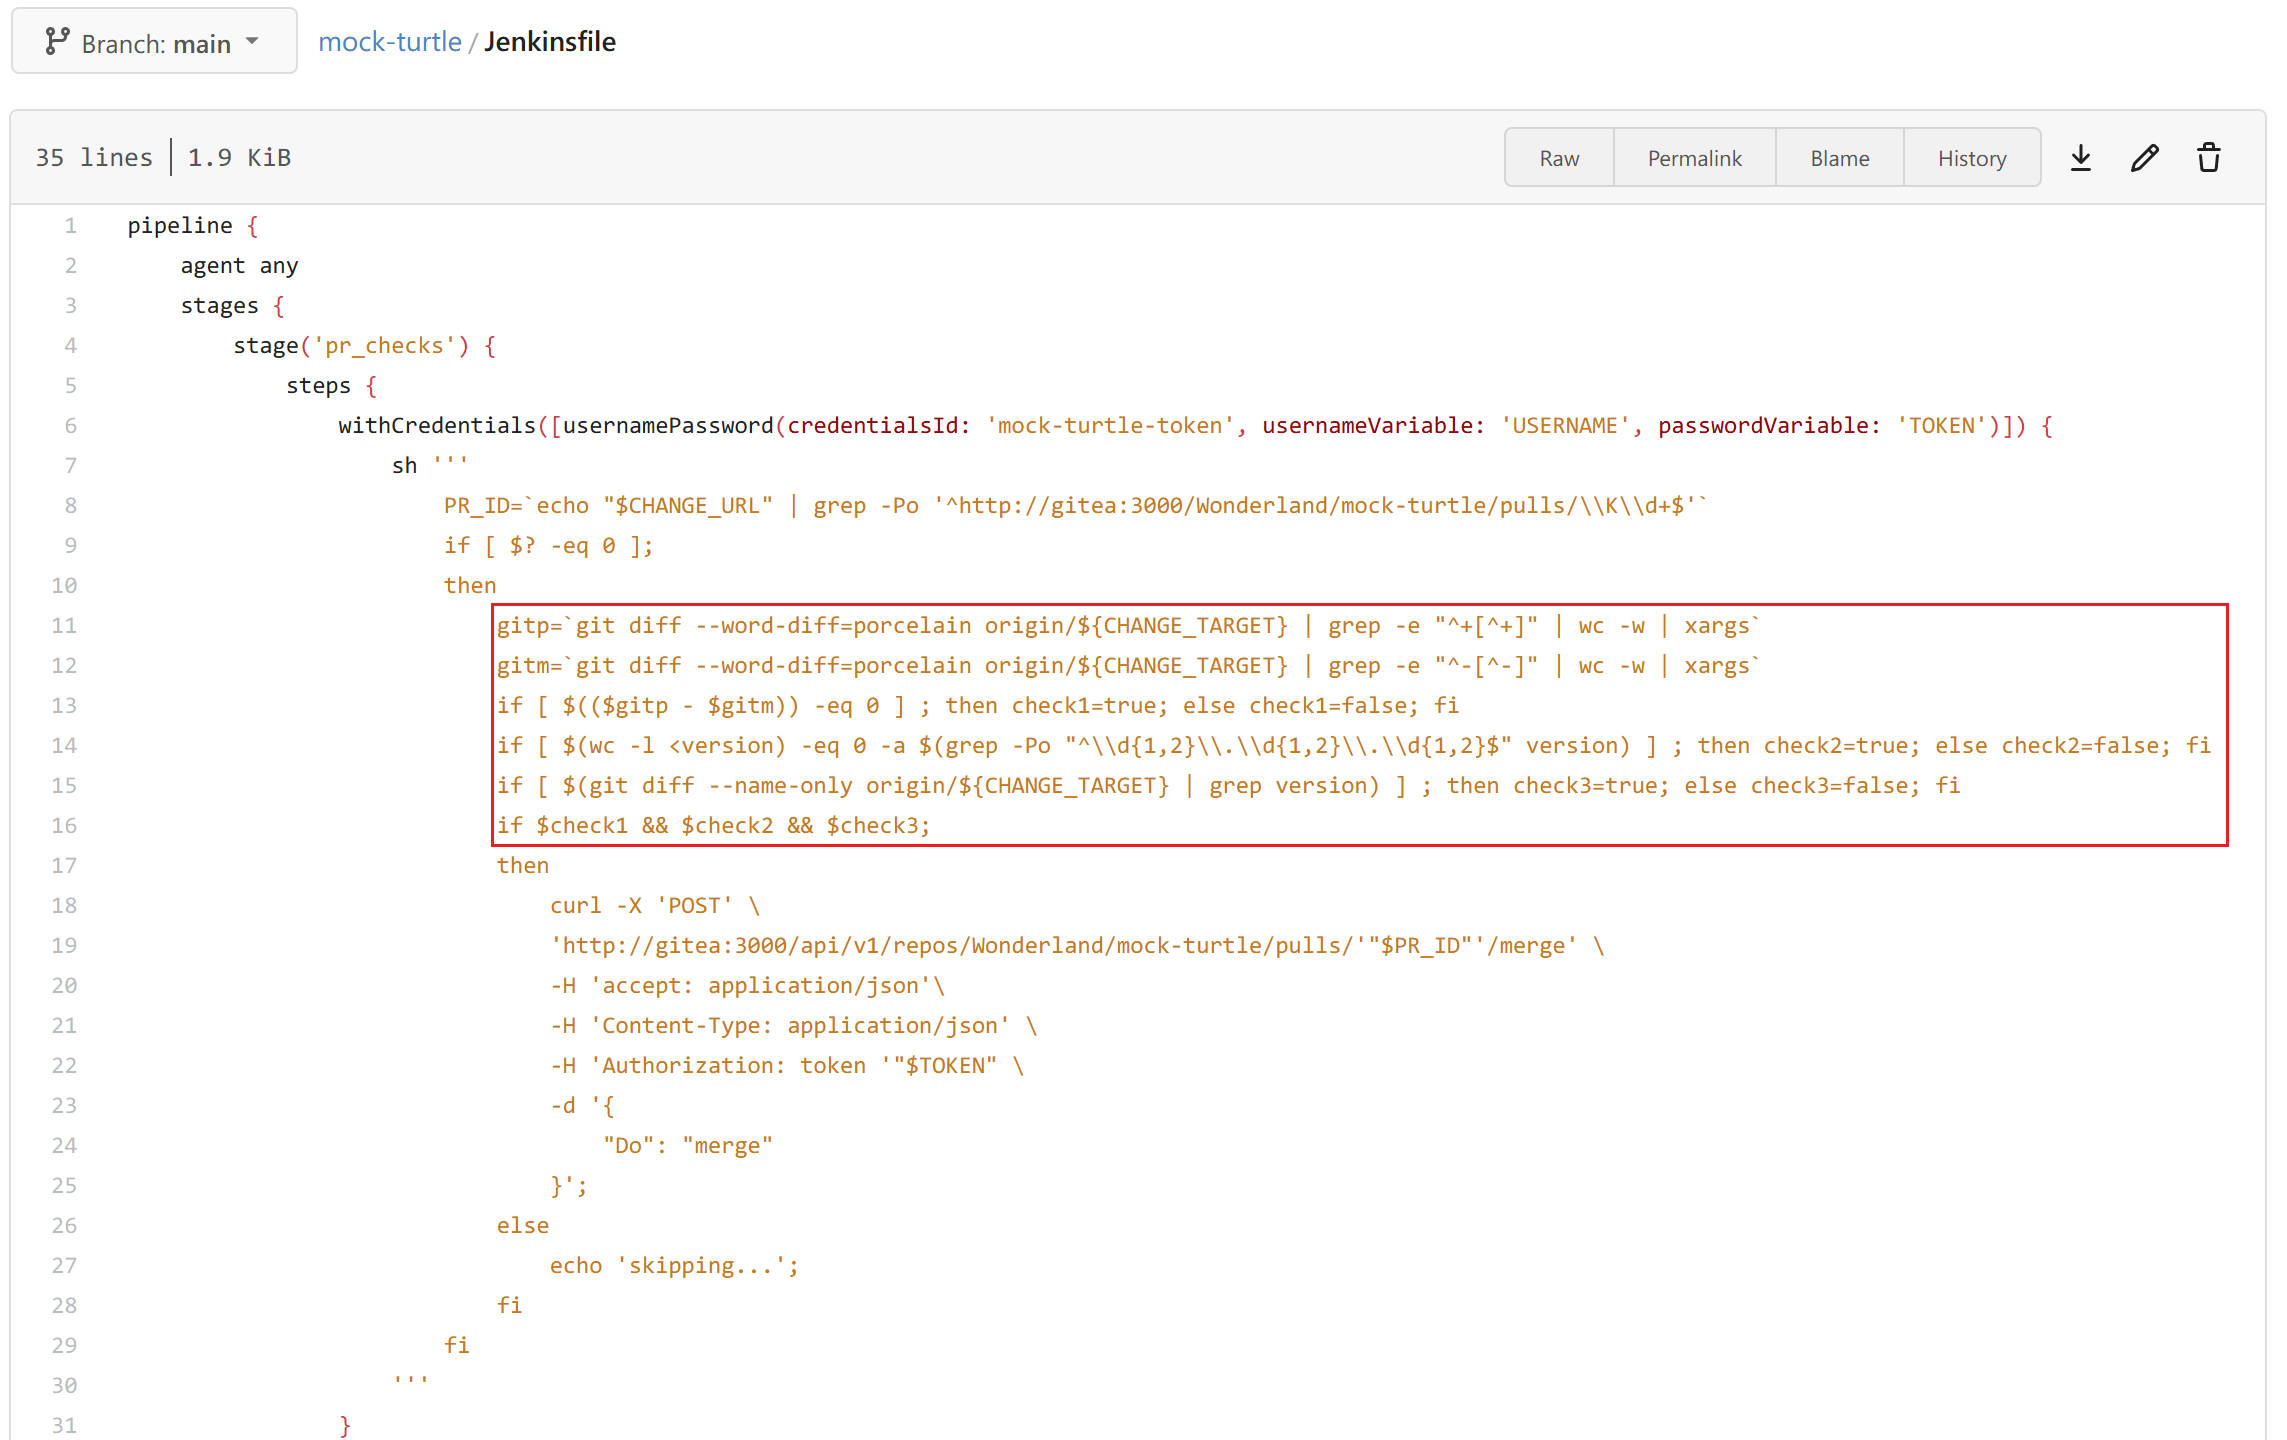 Branch: main mock-turtle / Jenkinsfile
35 lines 1.9 KiB Raw Permalink Blame History
1 pipeline {
2 agent any
3 stages {
4 stage('pr_checks') {
5 steps {
6 withCredentials([usernamePassword(credentialsId: 'mock-turtle-token', usernameVariable: 'USERNAME', passwordVariable: 'TOKEN')]) {
7 sh '''
8 PR_ID=`echo "$CHANGE_URL" | grep -Po '^http://gitea:3000/Wonderland/mock-turtle/pulls/\\K\\d+$'`
9 if [ $? -eq 0 ];
10 then
11 gitp=`git diff --word-diff=porcelain origin/${CHANGE_TARGET} | grep -e "^+[^+]" | wc -w | xargs`
12 gitm=`git diff --word-diff=porcelain origin/${CHANGE_TARGET} | grep -e "^-[^-]" | wc -w | xargs`
13 if [ $(($gitp - $gitm)) -eq 0 ] ; then check1=true; else check1=false; fi
14 if [ $(wc -l <version) -eq 0 -a $(grep -Po "^\\d{1,2}\\.\\d{1,2}\\.\\d{1,2}$" version) ] ; then check2=true; else check2=false; fi
15 if [ $(git diff --name-only origin/${CHANGE_TARGET} | grep version) ] ; then check3=true; else check3=false; fi
16 if $check1 && $check2 && $check3;
17 then
18 curl -X 'POST' \
19 'http://gitea:3000/api/v1/repos/Wonderland/mock-turtle/pulls/'"$PR_ID"'/merge' \
20 -H 'accept: application/json'\
21 -H 'Content-Type: application/json' \
22 -H 'Authorization: token '"$TOKEN" \
23 -d '{
24 "Do": "merge"
25 }';
26 else
27 echo 'skipping...';
28 fi
29 fi
30 '''
31 }